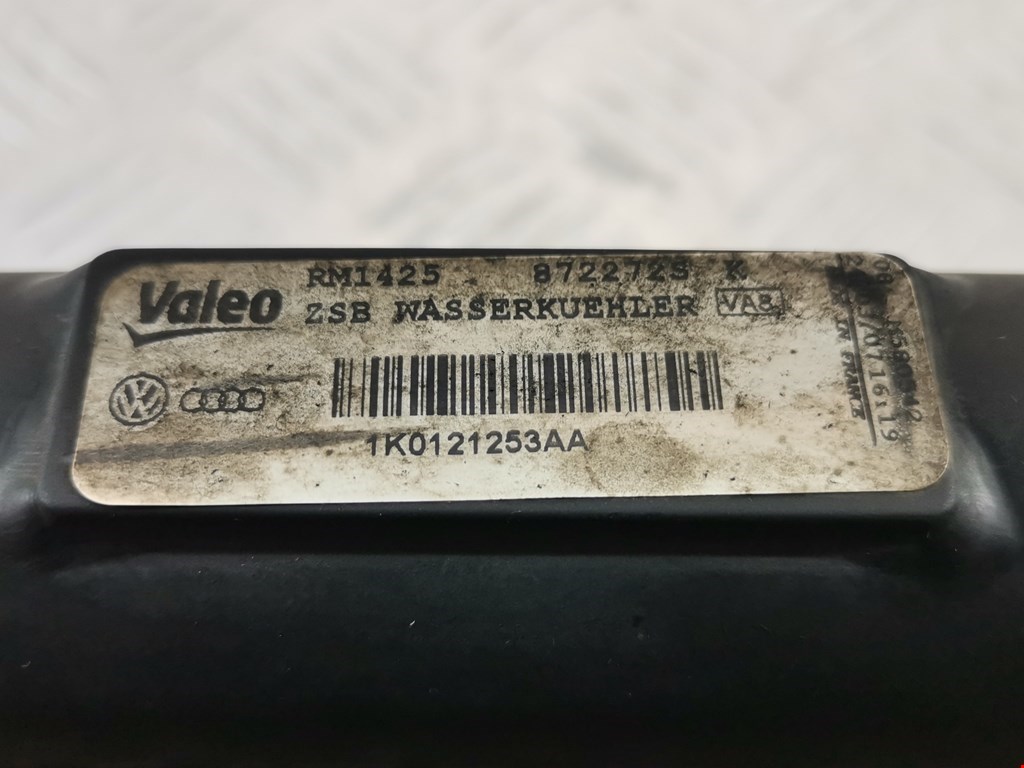 Valeo
RM1425 872272S K
ZSB WASSERKUEHLER VA8
1K0121253AA